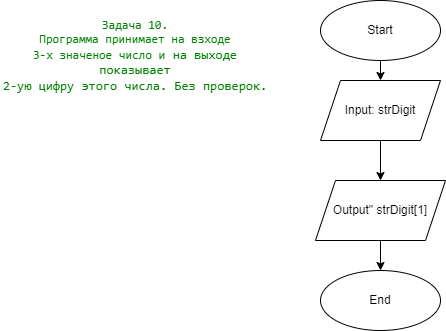 Задача 10.
Программа принимает на взходе
3-х значеное число и на выходе
показывает
2-ую цифру этого числа. Без проверок.
Start
Input: strDigit
Output" strDigit[1]
End